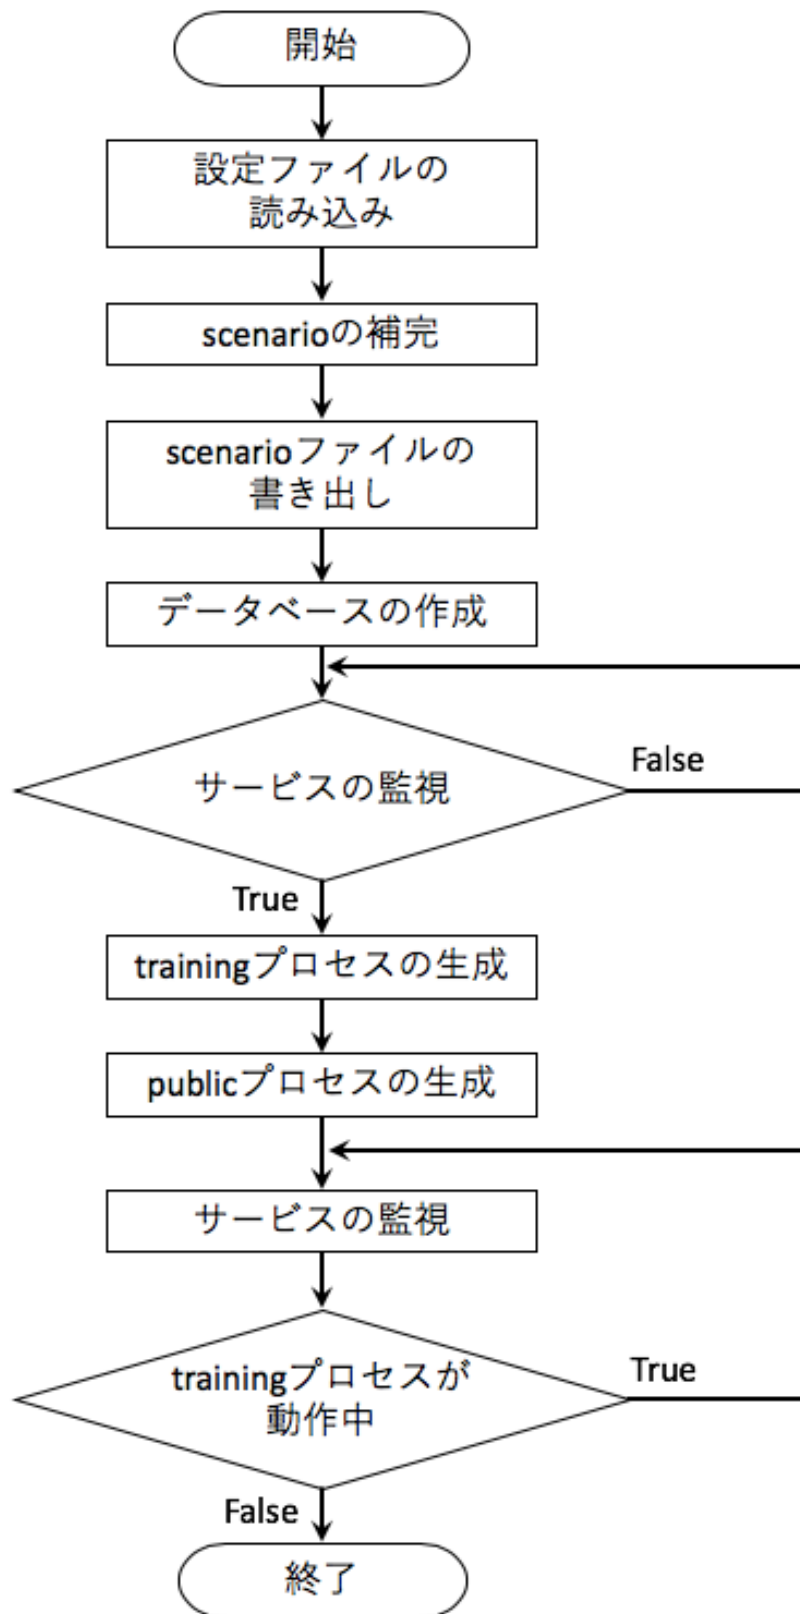 開始
設定ファイルの
読み込み
scenarioの補完
scenarioファイルの
書き出し
データベースの作成
サービスの監視
False
True
trainingプロセスの生成
publicプロセスの生成
サービスの監視
trainingプロセスが
動作中
True
False
終了